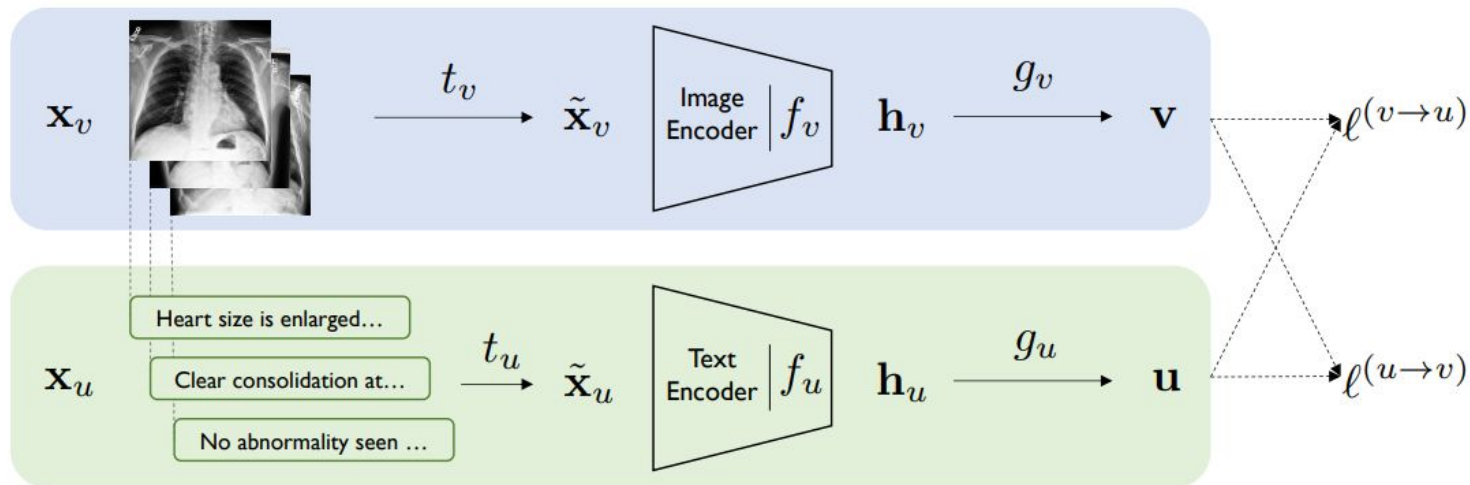 x_v
t_v
x̃_v
Image
Encoder
f_v
h_v
g_v
v
ℓ^(v→u)
x_u
Heart size is enlarged…
Clear consolidation at…
No abnormality seen …
t_u
x̃_u
Text
Encoder
f_u
h_u
g_u
u
ℓ^(u→v)